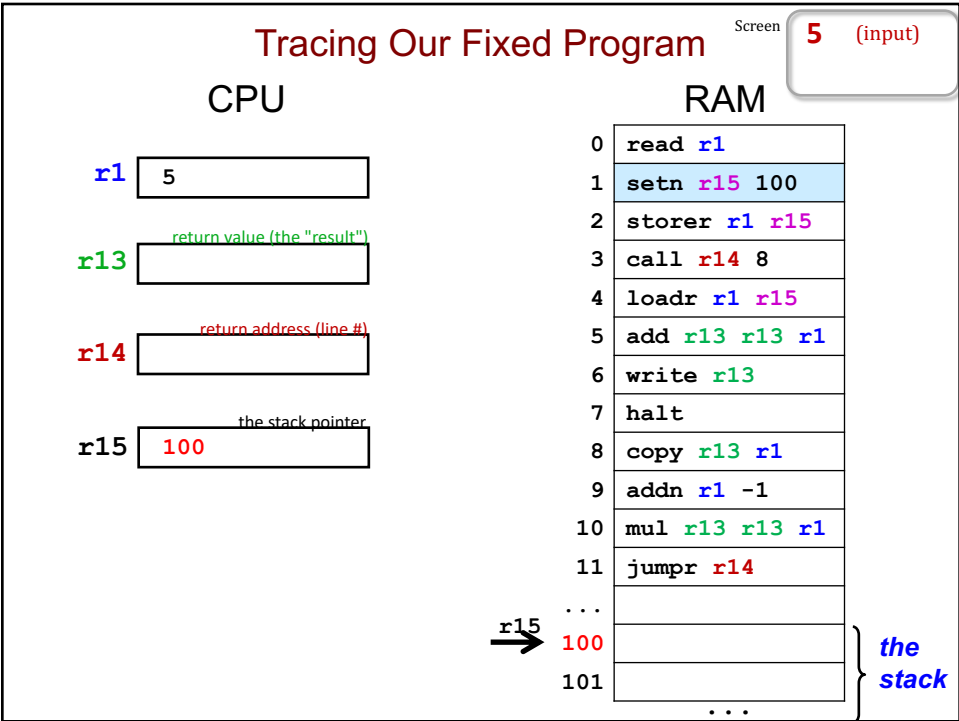 Tracing Our Fixed Program
Screen
5 (input)
CPU
RAM
r1 5
return value (the "result")
r13
return address (line #)
r14
the stack pointer
r15 100
0 read r1
1 setn r15 100
2 storer r1 r15
3 call r14 8
4 loadr r1 r15
5 add r13 r13 r1
6 write r13
7 halt
8 copy r13 r1
9 addn r1 -1
10 mul r13 r13 r1
11 jumpr r14
...
r15
100
101
...
the
stack